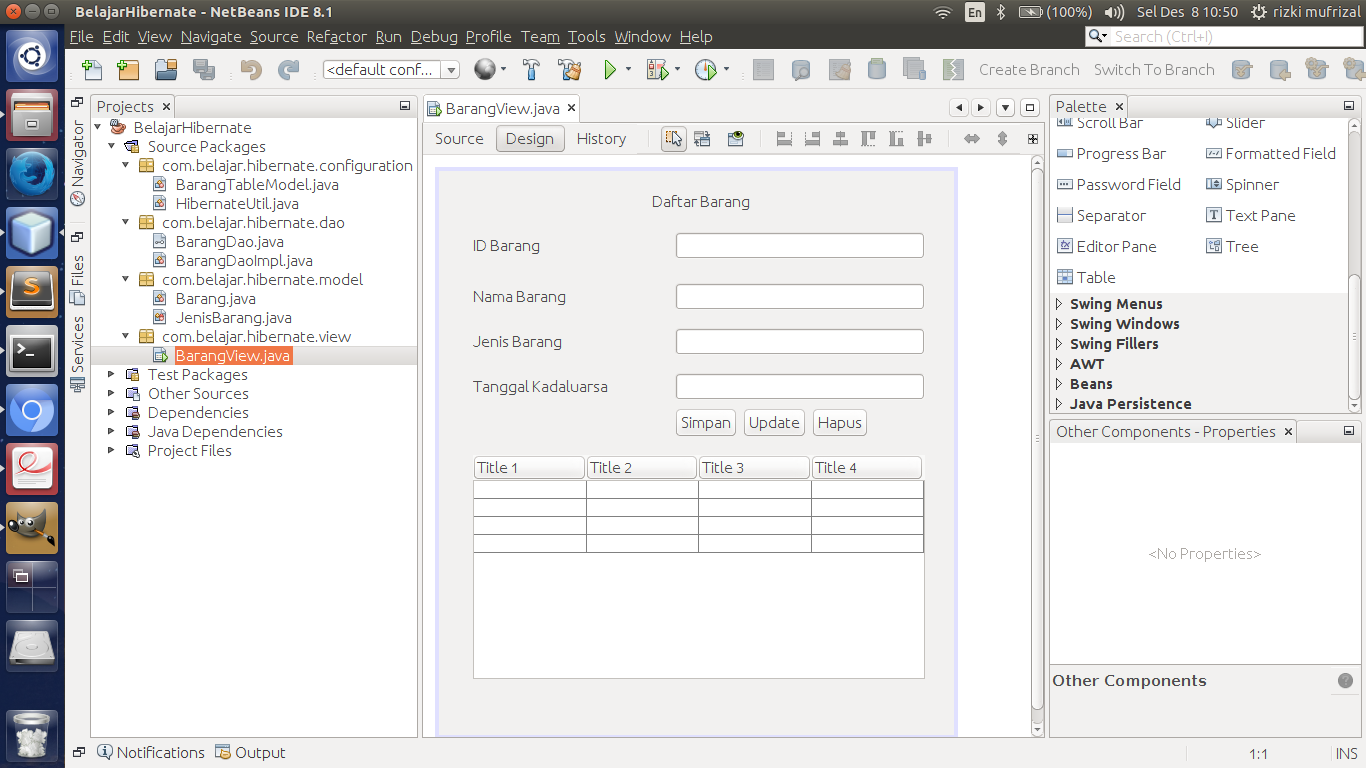 BelajarHibernate - NetBeans IDE 8.1
En (100%) Sel Des 8 10:50 rizki mufrizal
File Edit View Navigate Source Refactor Run Debug Profile Team Tools Window Help
Search (Ctrl+I)
<default conf...
Create Branch Switch To Branch
Navigator
Files
Services
Projects
BelajarHibernate
Source Packages
com.belajar.hibernate.configuration
BarangTableModel.java
HibernateUtil.java
com.belajar.hibernate.dao
BarangDao.java
BarangDaoImpl.java
com.belajar.hibernate.model
Barang.java
JenisBarang.java
com.belajar.hibernate.view
BarangView.java
Test Packages
Other Sources
Dependencies
Java Dependencies
Project Files
BarangView.java
Source Design History
Daftar Barang
ID Barang
Nama Barang
Jenis Barang
Tanggal Kadaluarsa
Simpan Update Hapus
Title 1 Title 2 Title 3 Title 4
Palette
Scroll Bar Slider
Progress Bar Formatted Field
Password Field Spinner
Separator Text Pane
Editor Pane Tree
Table
Swing Menus
Swing Windows
Swing Fillers
AWT
Beans
Java Persistence
Other Components - Properties
<No Properties>
Other Components
Notifications Output
1:1 INS